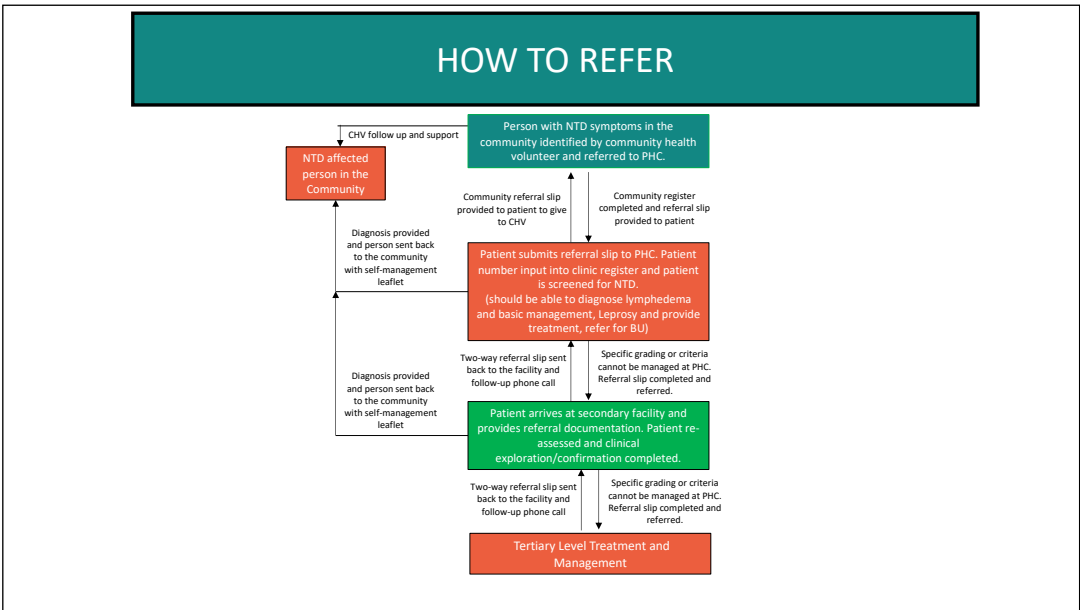 HOW TO REFER
CHV follow up and support
Person with NTD symptoms in the
community identified by community health
volunteer and referred to PHC.
NTD affected
person in the
Community
Community referral slip
provided to patient to give
to CHV
Community register
completed and referral slip
provided to patient
Diagnosis provided
and person sent back
to the community
with self-management
leaflet
Patient submits referral slip to PHC. Patient
number input into clinic register and patient
is screened for NTD.
(should be able to diagnose lymphedema
and basic management, Leprosy and provide
treatment, refer for BU)
Two-way referral slip sent
back to the facility and
follow-up phone call
Specific grading or criteria
cannot be managed at PHC.
Referral slip completed and
referred.
Diagnosis provided
and person sent back
to the community
with self-management
leaflet
Patient arrives at secondary facility and
provides referral documentation. Patient re-
assessed and clinical
exploration/confirmation completed.
Two-way referral slip sent
back to the facility and
follow-up phone call
Specific grading or criteria
cannot be managed at PHC.
Referral slip completed and
referred.
Tertiary Level Treatment and
Management